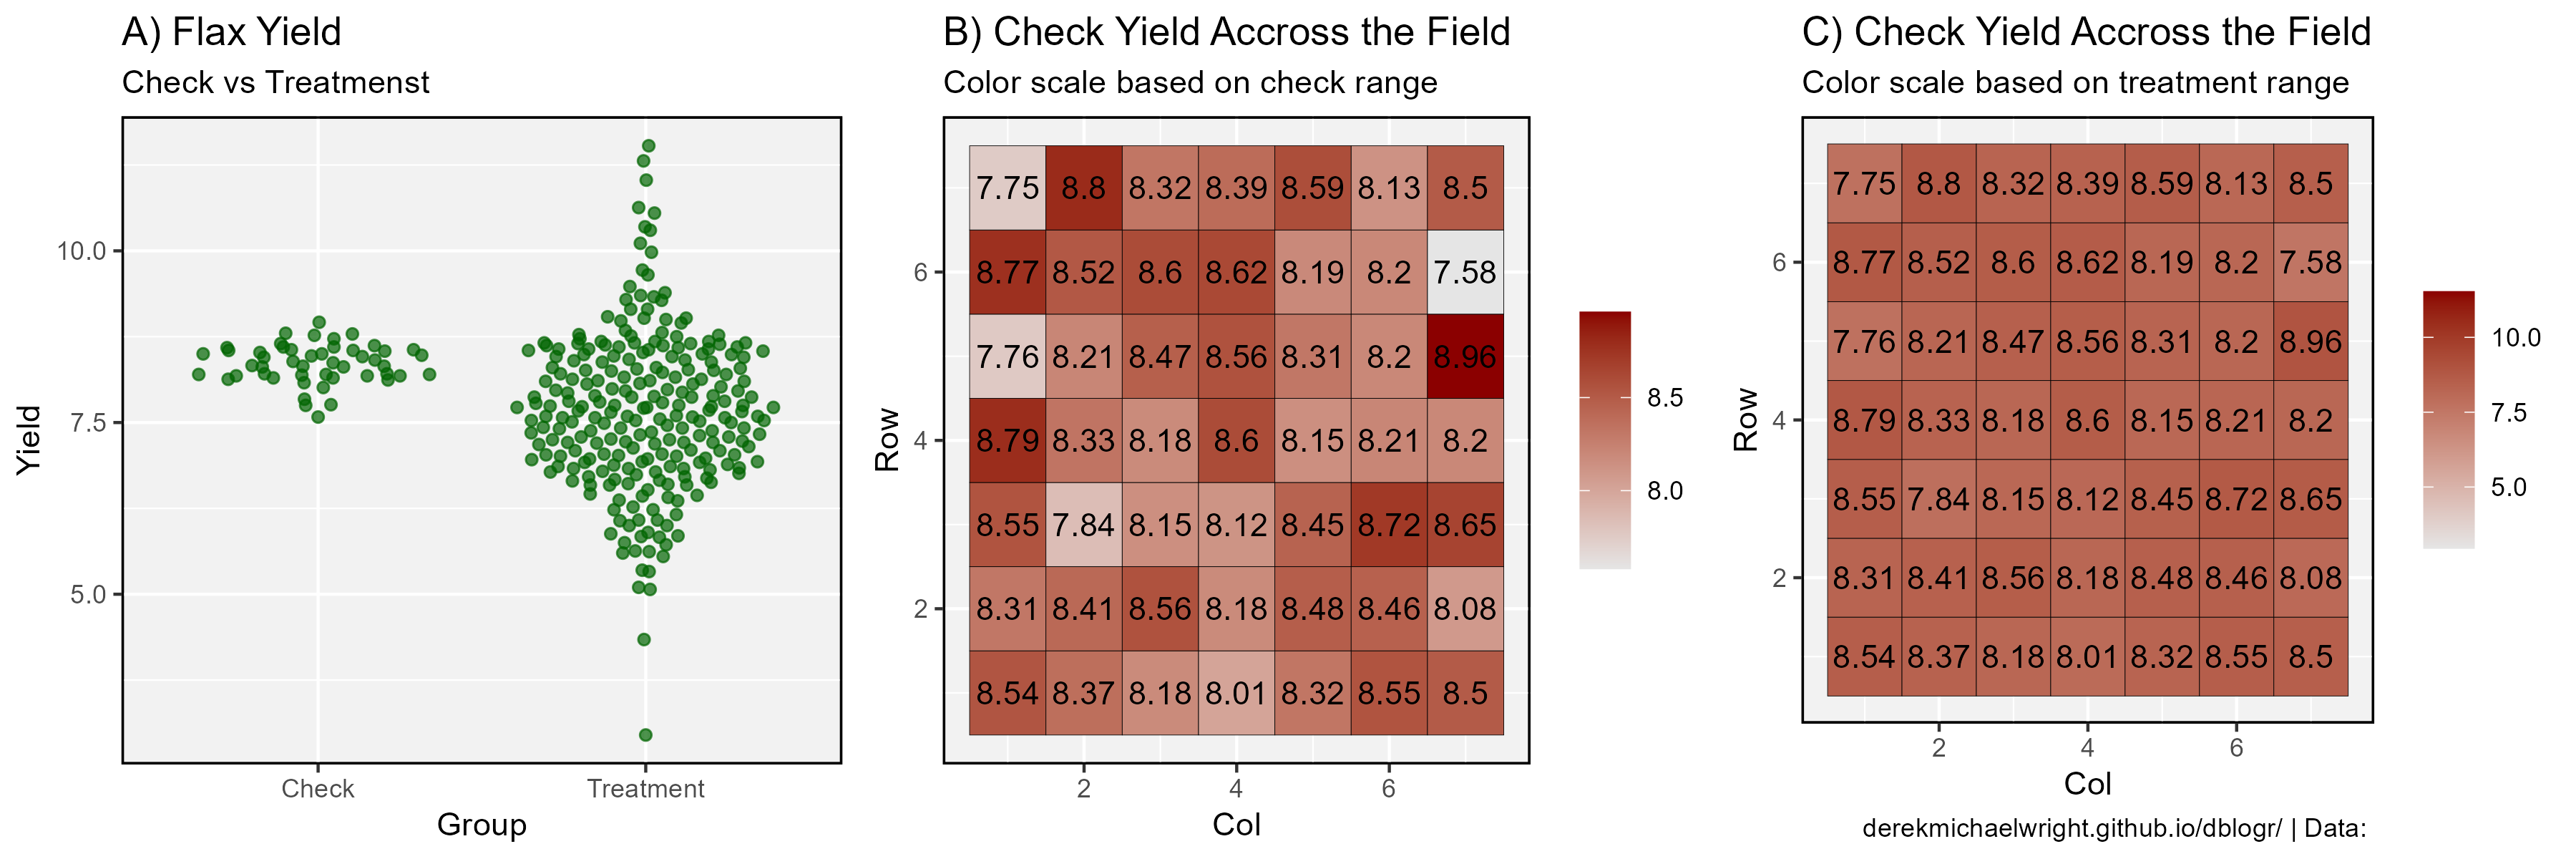 A) Flax Yield
Check vs Treatmenst
Yield
10.0
7.5
5.0
Check Treatment
Group
B) Check Yield Accross the Field
Color scale based on check range
Row
6
4
2
7.75 8.8 8.32 8.39 8.59 8.13 8.5
8.77 8.52 8.6 8.62 8.19 8.2 7.58
7.76 8.21 8.47 8.56 8.31 8.2 8.96
8.79 8.33 8.18 8.6 8.15 8.21 8.2
8.55 7.84 8.15 8.12 8.45 8.72 8.65
8.31 8.41 8.56 8.18 8.48 8.46 8.08
8.54 8.37 8.18 8.01 8.32 8.55 8.5
2 4 6
Col
8.5
8.0
C) Check Yield Accross the Field
Color scale based on treatment range
Row
6
4
2
7.75 8.8 8.32 8.39 8.59 8.13 8.5
8.77 8.52 8.6 8.62 8.19 8.2 7.58
7.76 8.21 8.47 8.56 8.31 8.2 8.96
8.79 8.33 8.18 8.6 8.15 8.21 8.2
8.55 7.84 8.15 8.12 8.45 8.72 8.65
8.31 8.41 8.56 8.18 8.48 8.46 8.08
8.54 8.37 8.18 8.01 8.32 8.55 8.5
2 4 6
Col
10.0
7.5
5.0
derekmichaelwright.github.io/dblogr/ | Data: